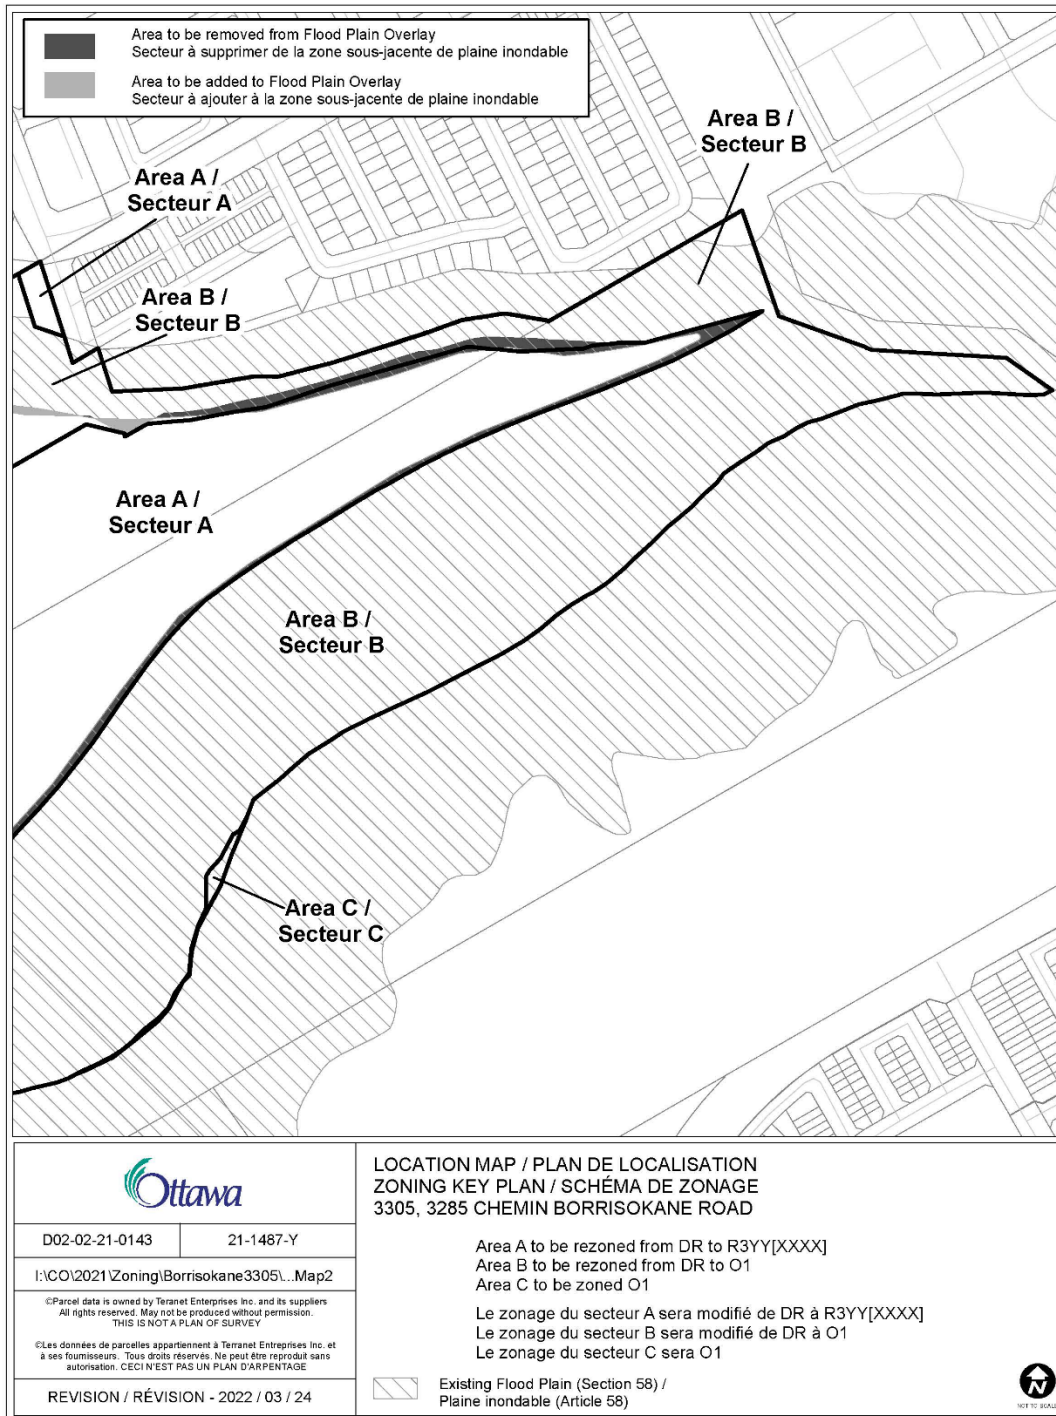 Area to be removed from Flood Plain Overlay
Secteur à supprimer de la zone sous-jacente de plaine inondable
Area to be added to Flood Plain Overlay
Secteur à ajouter à la zone sous-jacente de plaine inondable
Area B /
Secteur B
Area A /
Secteur A
Area B /
Secteur B
Area A /
Secteur A
Area B /
Secteur B
Area C /
Secteur C
Ottawa
D02-02-21-0143
21-1487-Y
I:\CO\2021\Zoning\Borrisokane3305\...Map2
©Parcel data is owned by Teranet Enterprises Inc. and its suppliers
All rights reserved. May not be produced without permission.
THIS IS NOT A PLAN OF SURVEY
©Les données de parcelles appartiennent à Terranet Entreprises Inc. et
à ses fournisseurs. Tous droits réservés. Ne peut être reproduit sans
autorisation. CECI N'EST PAS UN PLAN D'ARPENTAGE
REVISION / RÉVISION - 2022 / 03 / 24
LOCATION MAP / PLAN DE LOCALISATION
ZONING KEY PLAN / SCHÉMA DE ZONAGE
3305, 3285 CHEMIN BORRISOKANE ROAD
Area A to be rezoned from DR to R3YY[XXXX]
Area B to be rezoned from DR to O1
Area C to be zoned O1
Le zonage du secteur A sera modifié de DR à R3YY[XXXX]
Le zonage du secteur B sera modifié de DR à O1
Le zonage du secteur C sera O1
Existing Flood Plain (Section 58) /
Plaine inondable (Article 58)
N
NOT TO SCALE